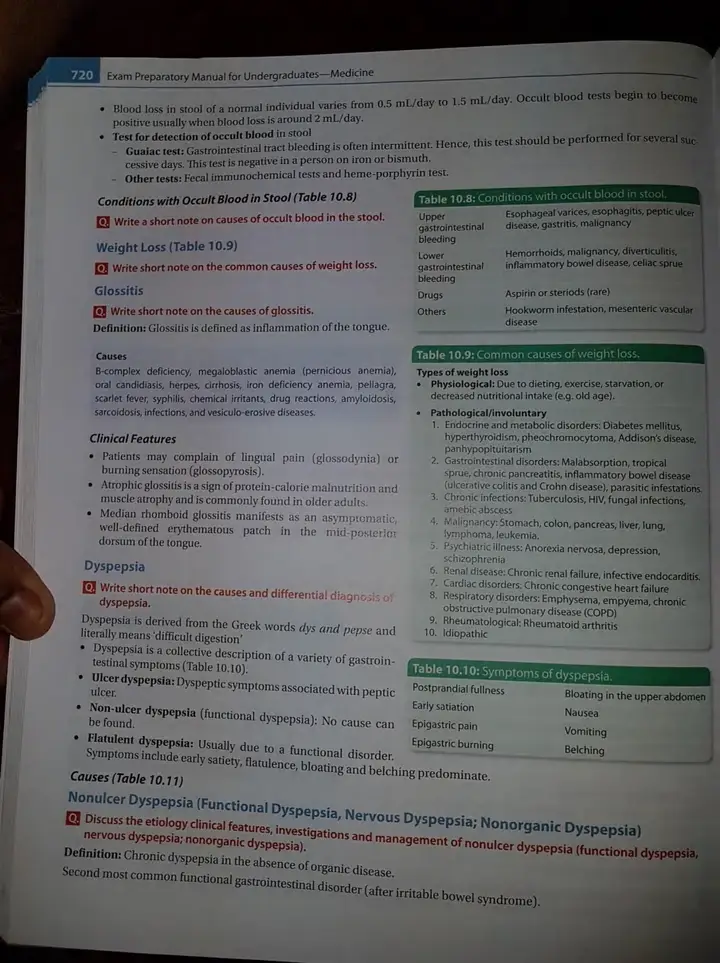 720 Exam Preparatory Manual for Undergraduates—Medicine
• Blood loss in stool of a normal individual varies from 0.5 mL/day to 1.5 mL/day. Occult blood tests begin to become
positive usually when blood loss is around 2 mL/day.
• Test for detection of occult blood in stool
– Guaiac test: Gastrointestinal tract bleeding is often intermittent. Hence, this test should be performed for several suc-
cessive days. This test is negative in a person on iron or bismuth.
– Other tests: Fecal immunochemical tests and heme-porphyrin test.
Conditions with Occult Blood in Stool (Table 10.8)
Q. Write a short note on causes of occult blood in the stool.
Weight Loss (Table 10.9)
Q. Write short note on the common causes of weight loss.
Glossitis
Q. Write short note on the causes of glossitis.
Definition: Glossitis is defined as inflammation of the tongue.
Causes
B-complex deficiency, megaloblastic anemia (pernicious anemia),
oral candidiasis, herpes, cirrhosis, iron deficiency anemia, pellagra,
scarlet fever, syphilis, chemical irritants, drug reactions, amyloidosis,
sarcoidosis, infections, and vesiculo-erosive diseases.
Clinical Features
• Patients may complain of lingual pain (glossodynia) or
burning sensation (glossopyrosis).
• Atrophic glossitis is a sign of protein-calorie malnutrition and
muscle atrophy and is commonly found in older adults.
• Median rhomboid glossitis manifests as an asymptomatic,
well-defined erythematous patch in the mid-posterior
dorsum of the tongue.
Dyspepsia
Q. Write short note on the causes and differential diagnosis of
dyspepsia.
Dyspepsia is derived from the Greek words dys and pepse and
literally means 'difficult digestion'
• Dyspepsia is a collective description of a variety of gastroin-
testinal symptoms (Table 10.10).
• Ulcer dyspepsia: Dyspeptic symptoms associated with peptic
ulcer.
• Non-ulcer dyspepsia (functional dyspepsia): No cause can
be found.
• Flatulent dyspepsia: Usually due to a functional disorder.
Symptoms include early satiety, flatulence, bloating and belching predominate.
Table 10.8: Conditions with occult blood in stool.
Upper Esophageal varices, esophagitis, peptic ulcer
gastrointestinal disease, gastritis, malignancy
bleeding
Lower Hemorrhoids, malignancy, diverticulitis,
gastrointestinal inflammatory bowel disease, celiac sprue
bleeding
Drugs Aspirin or steriods (rare)
Others Hookworm infestation, mesenteric vascular
disease
Table 10.9: Common causes of weight loss.
Types of weight loss
• Physiological: Due to dieting, exercise, starvation, or
decreased nutritional intake (e.g. old age).
• Pathological/involuntary
1. Endocrine and metabolic disorders: Diabetes mellitus,
hyperthyroidism, pheochromocytoma, Addison's disease,
panhypopituitarism
2. Gastrointestinal disorders: Malabsorption, tropical
sprue, chronic pancreatitis, inflammatory bowel disease
(ulcerative colitis and Crohn disease), parasitic infestations.
3. Chronic infections: Tuberculosis, HIV, fungal infections,
amebic abscess
4. Malignancy: Stomach, colon, pancreas, liver, lung,
lymphoma, leukemia.
5. Psychiatric illness: Anorexia nervosa, depression,
schizophrenia
6. Renal disease: Chronic renal failure, infective endocarditis.
7. Cardiac disorders: Chronic congestive heart failure
8. Respiratory disorders: Emphysema, empyema, chronic
obstructive pulmonary disease (COPD)
9. Rheumatological: Rheumatoid arthritis
10. Idiopathic
Table 10.10: Symptoms of dyspepsia.
Postprandial fullness Bloating in the upper abdomen
Early satiation Nausea
Epigastric pain Vomiting
Epigastric burning Belching
Causes (Table 10.11)
Nonulcer Dyspepsia (Functional Dyspepsia, Nervous Dyspepsia; Nonorganic Dyspepsia)
Q. Discuss the etiology clinical features, investigations and management of nonulcer dyspepsia (functional dyspepsia,
nervous dyspepsia; nonorganic dyspepsia).
Definition: Chronic dyspepsia in the absence of organic disease.
Second most common functional gastrointestinal disorder (after irritable bowel syndrome).